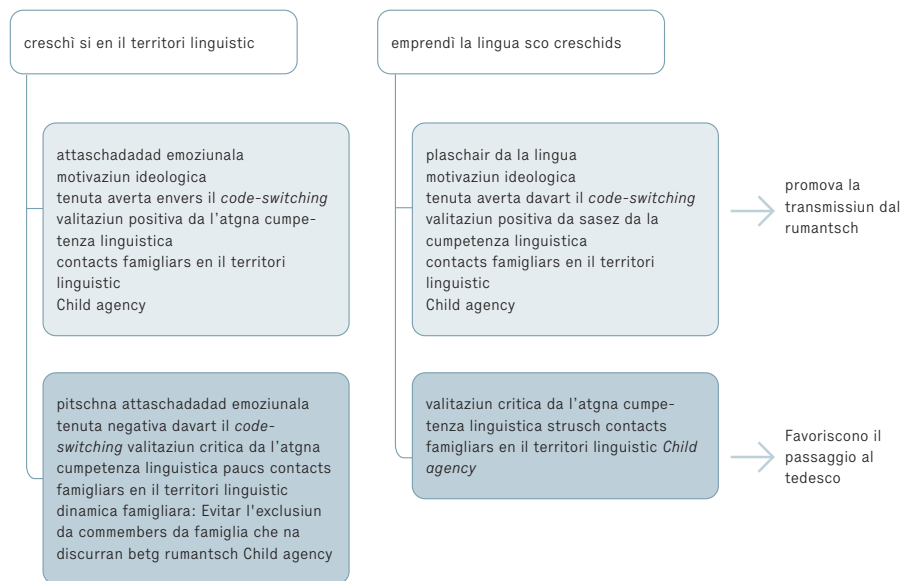 creschì si en il territori linguistic
emprendì la lingua sco creschids
attaschadadad emoziunala
motivaziun ideologica
tenuta averta envers il code-switching
valitaziun positiva da l'atgna cumpe-
tenza linguistica
contacts famigliars en il territori
linguistic
Child agency
plaschair da la lingua
motivaziun ideologica
tenuta averta davart il code-switching
valitaziun positiva da sasez da la
cumpetenza linguistica
contacts famigliars en il territori
linguistic
Child agency
promova la
transmissiun dal
rumantsch
pitschna attaschadadad emoziunala
tenuta negativa davart il code-
switching valitaziun critica da l'atgna
cumpetenza linguistica paucs contacts
famigliars en il territori linguistic
dinamica famigliara: Evitar l'exclusiun
da commembers da famiglia che na
discurran betg rumantsch Child agency
valitaziun critica da l'atgna cumpe-
tenza linguistica strusch contacts
famigliars en il territori linguistic Child
agency
Favoriscono il
passaggio al
tedesco